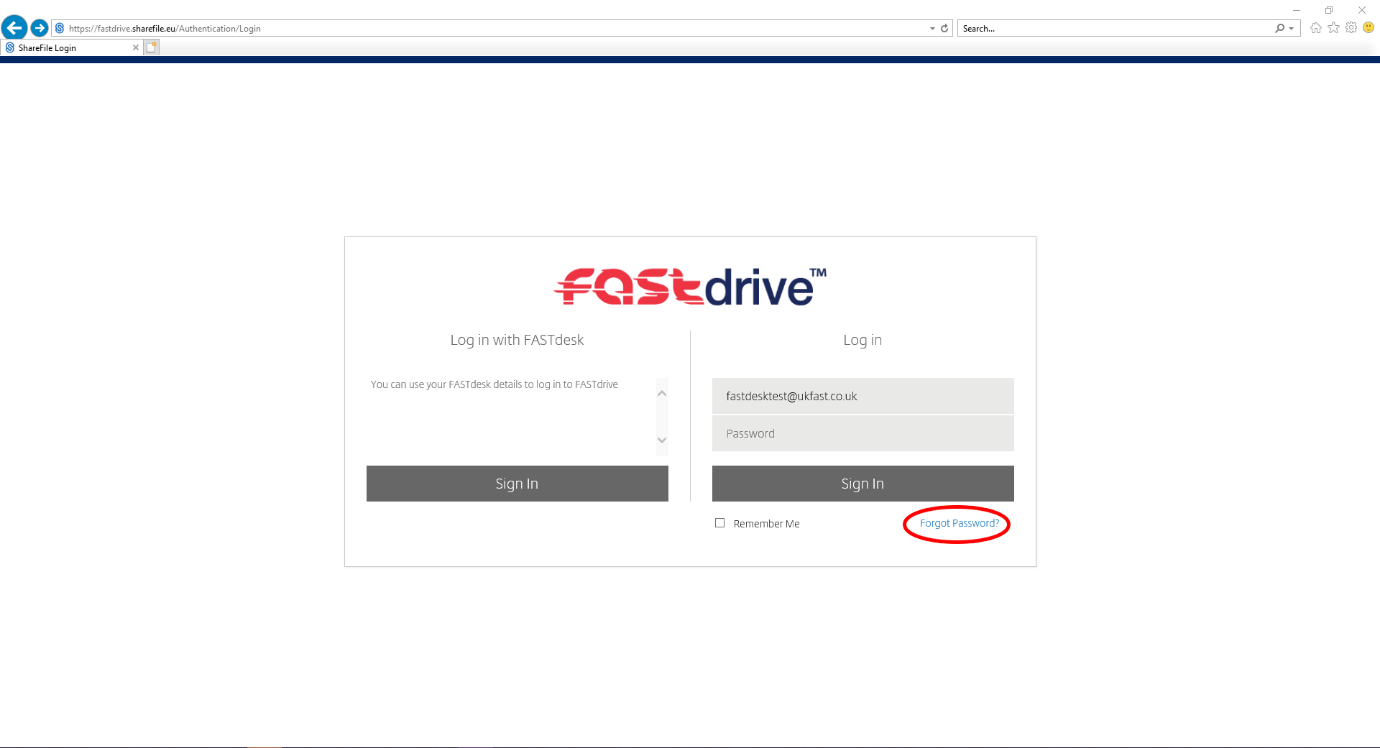 https://fastdrive.sharefile.eu/Authentication/Login
Search...
ShareFile Login
FASTdrive™
Log in with FASTdesk
You can use your FASTdesk details to log in to FASTdrive
Sign In
Log in
fastdesktest@ukfast.co.uk
Password
Sign In
Remember Me
Forgot Password?